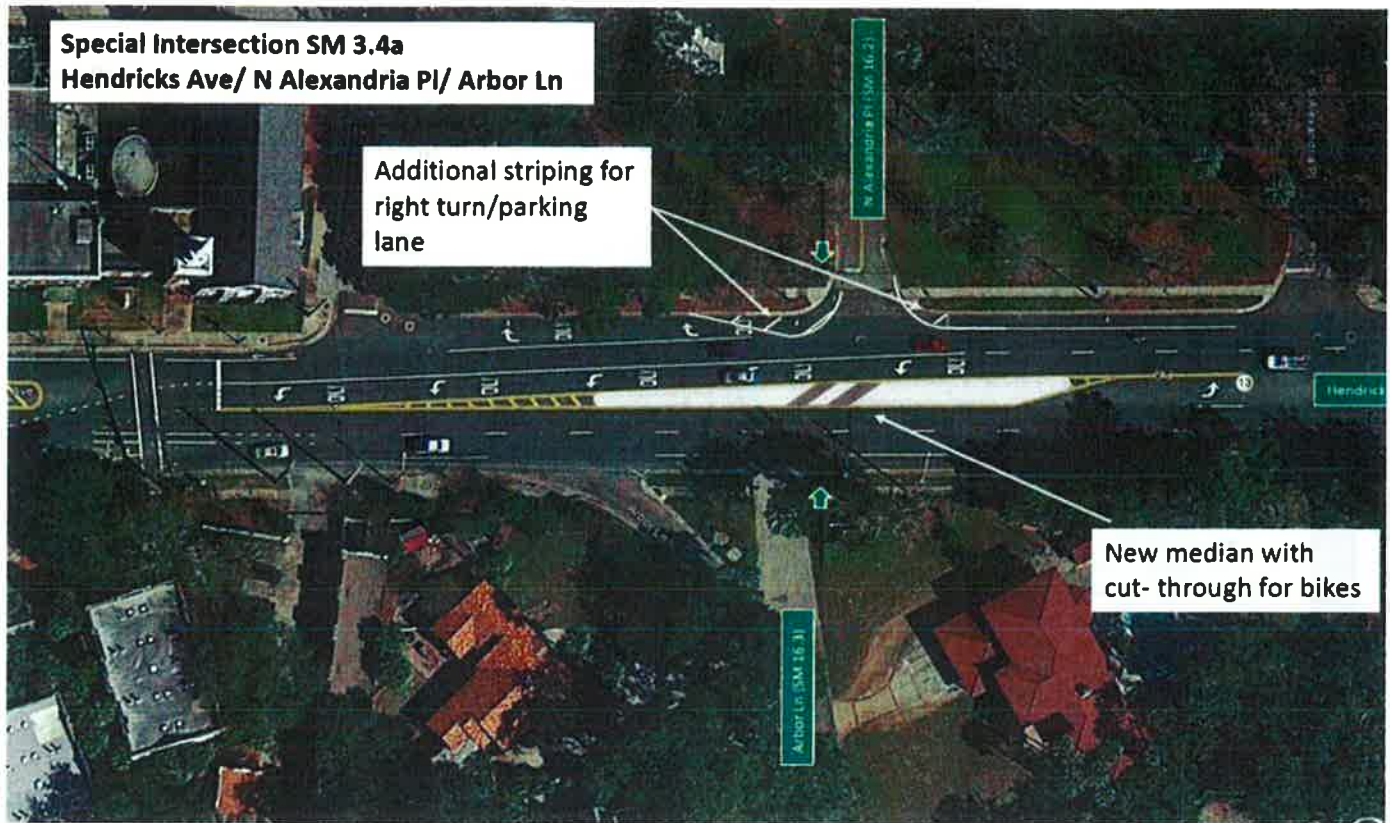 Special Intersection SM 3.4a
Hendricks Ave/ N Alexandria Pl/ Arbor Ln
N Alexandria Pl (SM 16.2)
Additional striping for
right turn/parking
lane
13
Hendrick
New median with
cut- through for bikes
Arbor Ln (SM 16.3)